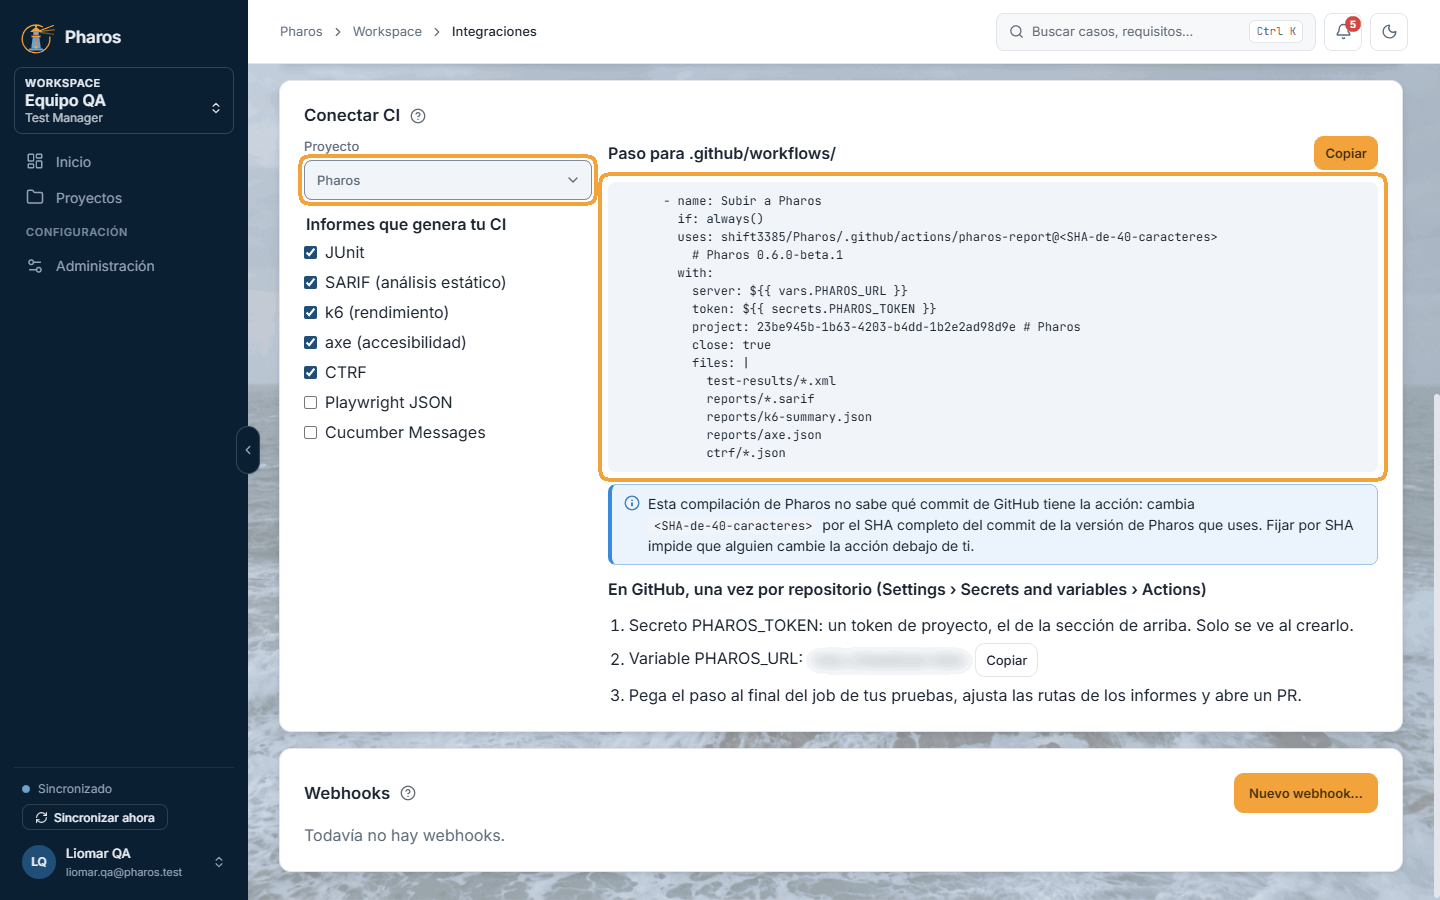 Pharos
WORKSPACE
Equipo QA
Test Manager
Inicio
Proyectos
CONFIGURACIÓN
Administración
Sincronizado
Sincronizar ahora
LQ
Liomar QA
liomar.qa@pharos.test
Pharos > Workspace > Integraciones
Buscar casos, requisitos...
Ctrl K
5
Conectar CI
Proyecto
Pharos
Informes que genera tu CI
JUnit
SARIF (análisis estático)
k6 (rendimiento)
axe (accesibilidad)
CTRF
Playwright JSON
Cucumber Messages
Paso para .github/workflows/
Copiar
- name: Subir a Pharos
if: always()
uses: shift3385/Pharos/.github/actions/pharos-report@<SHA-de-40-caracteres>
# Pharos 0.6.0-beta.1
with:
server: ${{ vars.PHAROS_URL }}
token: ${{ secrets.PHAROS_TOKEN }}
project: 23be945b-1b63-4203-b4dd-1b2e2ad98d9e # Pharos
close: true
files: |
test-results/*.xml
reports/*.sarif
reports/k6-summary.json
reports/axe.json
ctrf/*.json
Esta compilación de Pharos no sabe qué commit de GitHub tiene la acción: cambia
<SHA-de-40-caracteres> por el SHA completo del commit de la versión de Pharos que uses. Fijar por SHA
impide que alguien cambie la acción debajo de ti.
En GitHub, una vez por repositorio (Settings › Secrets and variables › Actions)
1. Secreto PHAROS_TOKEN: un token de proyecto, el de la sección de arriba. Solo se ve al crearlo.
2. Variable PHAROS_URL:
Copiar
3. Pega el paso al final del job de tus pruebas, ajusta las rutas de los informes y abre un PR.
Webhooks
Nuevo webhook...
Todavía no hay webhooks.